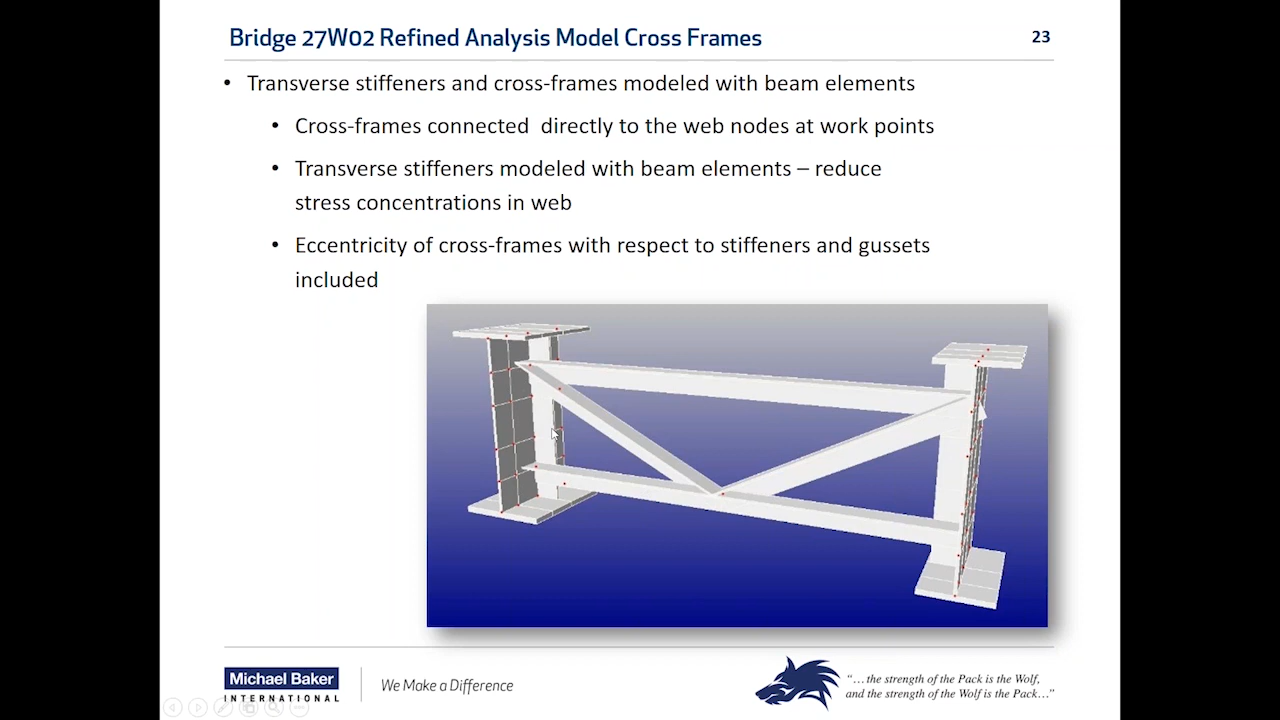 Bridge 27W02 Refined Analysis Model Cross Frames
23
• Transverse stiffeners and cross-frames modeled with beam elements
• Cross-frames connected directly to the web nodes at work points
• Transverse stiffeners modeled with beam elements – reduce
stress concentrations in web
• Eccentricity of cross-frames with respect to stiffeners and gussets
included
Michael Baker
INTERNATIONAL
We Make a Difference
“…the strength of the Pack is the Wolf,
and the strength of the Wolf is the Pack…”